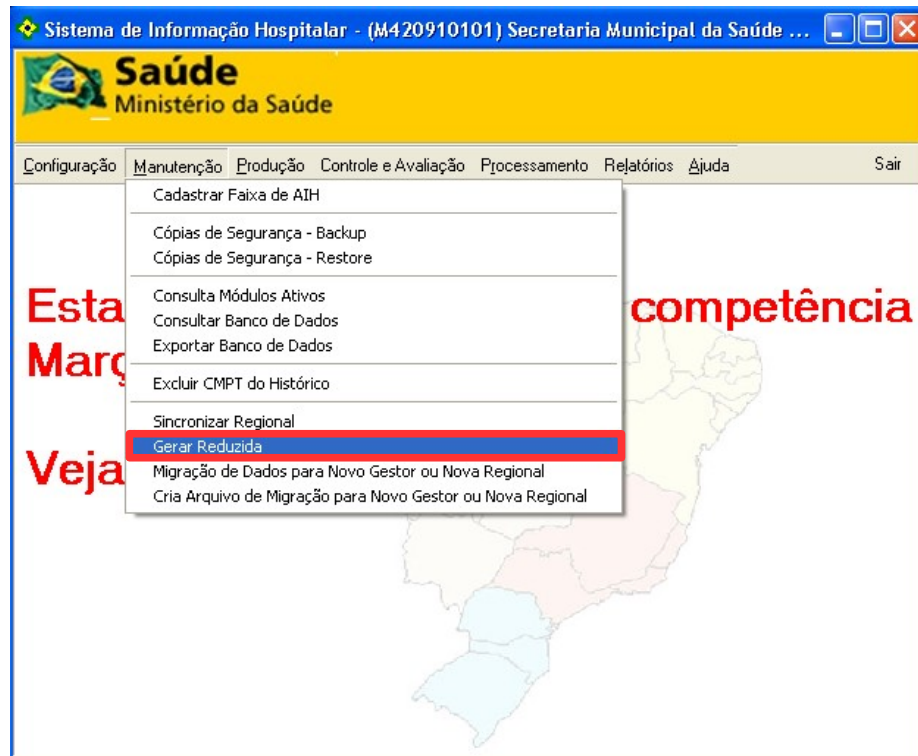 Sistema de Informação Hospitalar - (M420910101) Secretaria Municipal da Saúde ...
Saúde
Ministério da Saúde
Configuração Manutenção Produção Controle e Avaliação Processamento Relatórios Ajuda Sair
Cadastrar Faixa de AIH
Cópias de Segurança - Backup
Cópias de Segurança - Restore
Consulta Módulos Ativos
Esta competência
Consultar Banco de Dados
Exportar Banco de Dados
Excluir CMPT do Histórico
Sincronizar Regional
Gerar Reduzida
Veja
Migração de Dados para Novo Gestor ou Nova Regional
Cria Arquivo de Migração para Novo Gestor ou Nova Regional